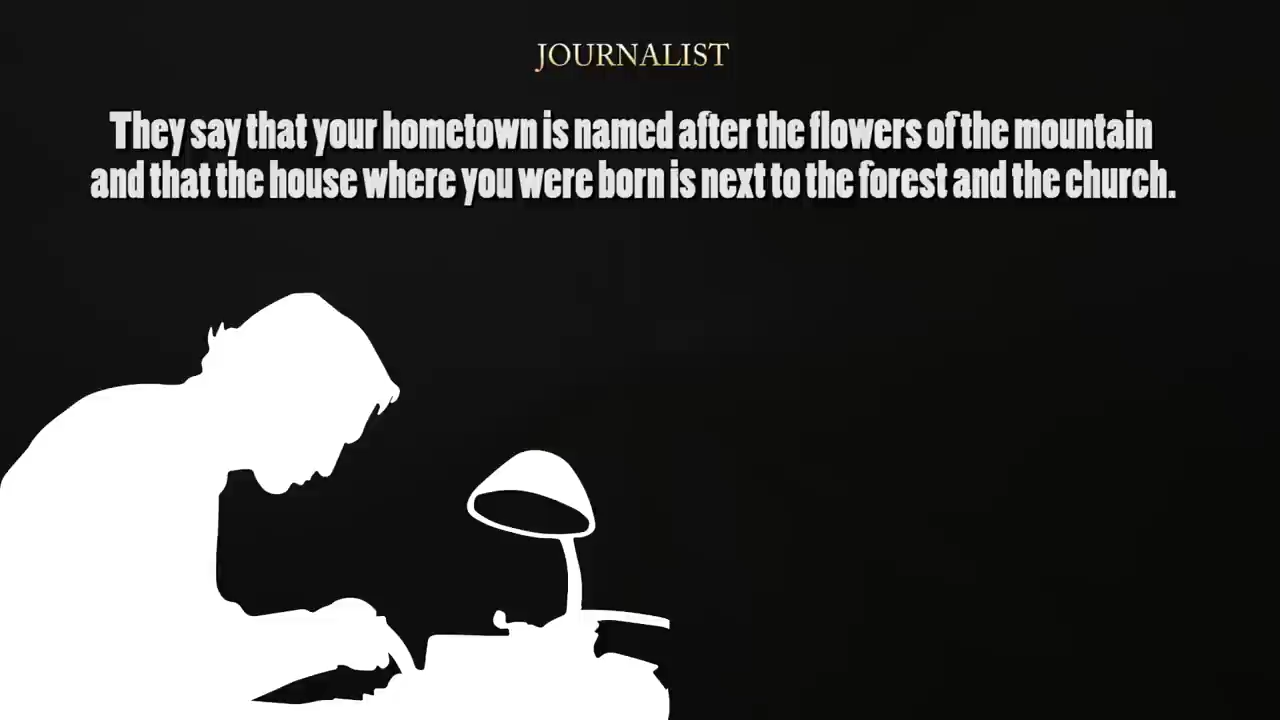 JOURNALIST
They say that your hometown is named after the flowers of the mountain
and that the house where you were born is next to the forest and the church.